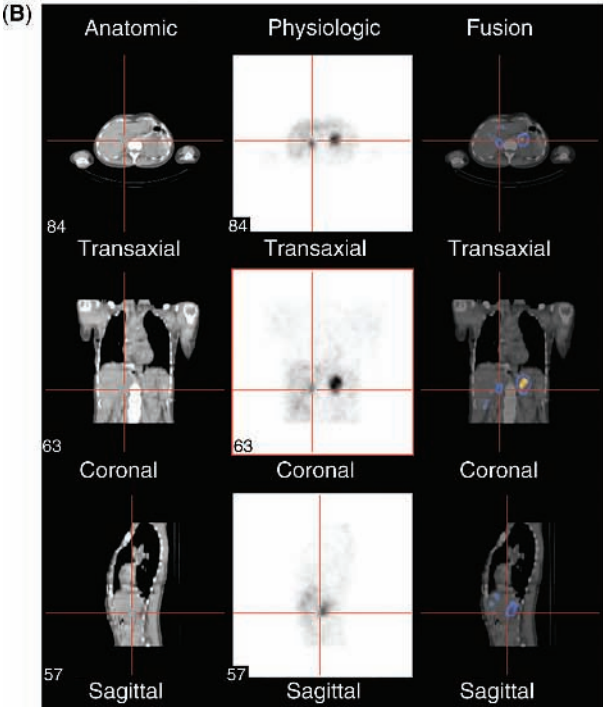 (B)
Anatomic Physiologic Fusion
84 84
Transaxial Transaxial Transaxial
63 63
Coronal Coronal Coronal
57 57
Sagittal Sagittal Sagittal